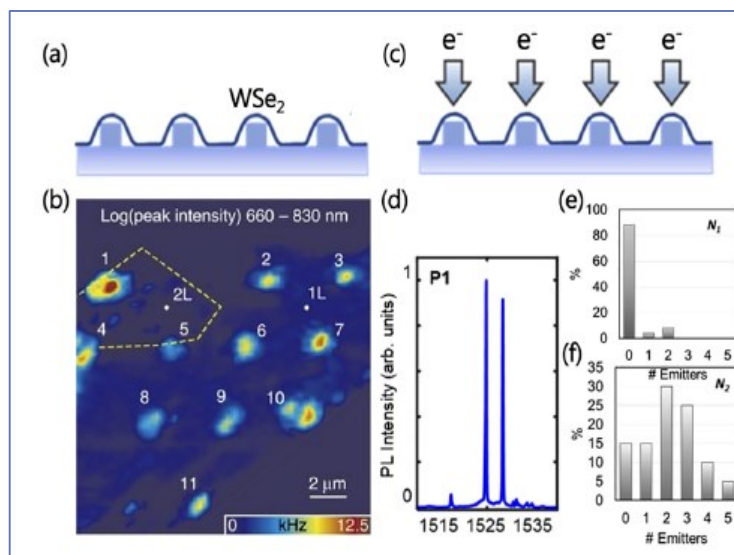 (a)
WSe2
(b)
Log(peak intensity) 660 – 830 nm
1
2
3
2L
1L
4
5
6
7
8
9
10
11
2 μm
0 kHz 12.5
(c)
e- e- e- e-
(d)
P1
PL Intensity (arb. units)
1
0
1515 1525 1535
(e)
N1
%
100
80
60
40
20
0
0 1 2 3 4 5
# Emitters
(f)
N2
%
35
30
25
20
15
10
5
0
0 1 2 3 4 5
# Emitters